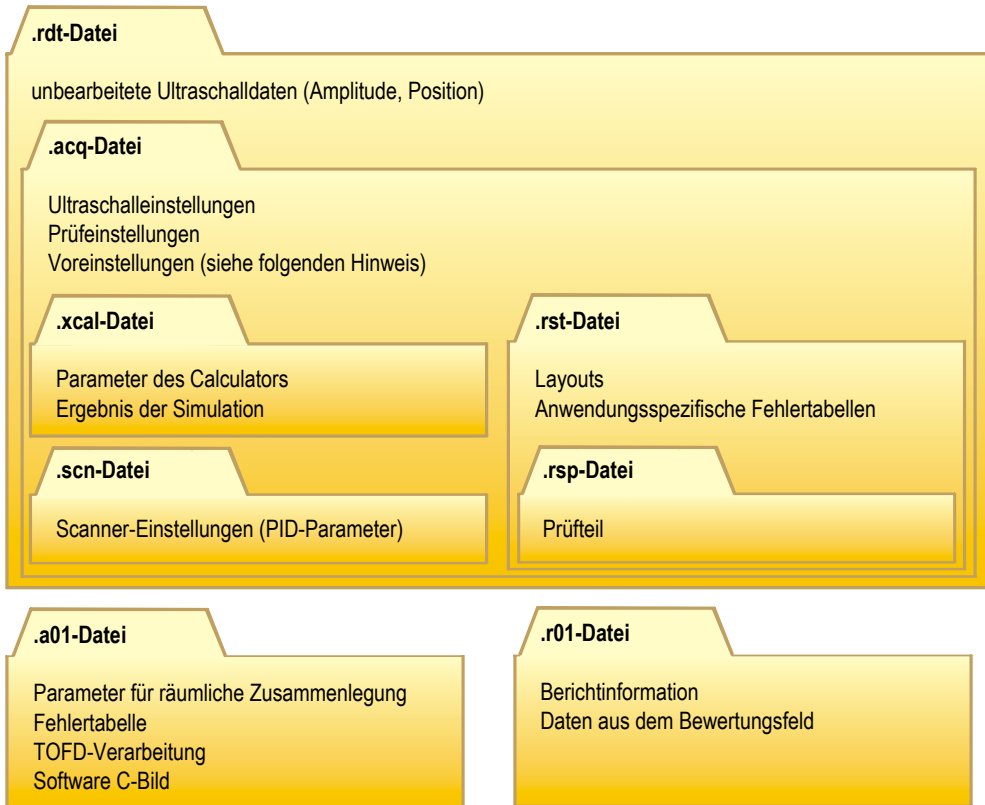 .rdt-Datei
unbearbeitete Ultraschalldaten (Amplitude, Position)
.acq-Datei
Ultraschalleinstellungen
Prüfeinstellungen
Voreinstellungen (siehe folgenden Hinweis)
.xcal-Datei
Parameter des Calculators
Ergebnis der Simulation
.rst-Datei
Layouts
Anwendungsspezifische Fehlertabellen
.scn-Datei
Scanner-Einstellungen (PID-Parameter)
.rsp-Datei
Prüfteil
.a01-Datei
Parameter für räumliche Zusammenlegung
Fehlertabelle
TOFD-Verarbeitung
Software C-Bild
.r01-Datei
Berichtinformation
Daten aus dem Bewertungsfeld